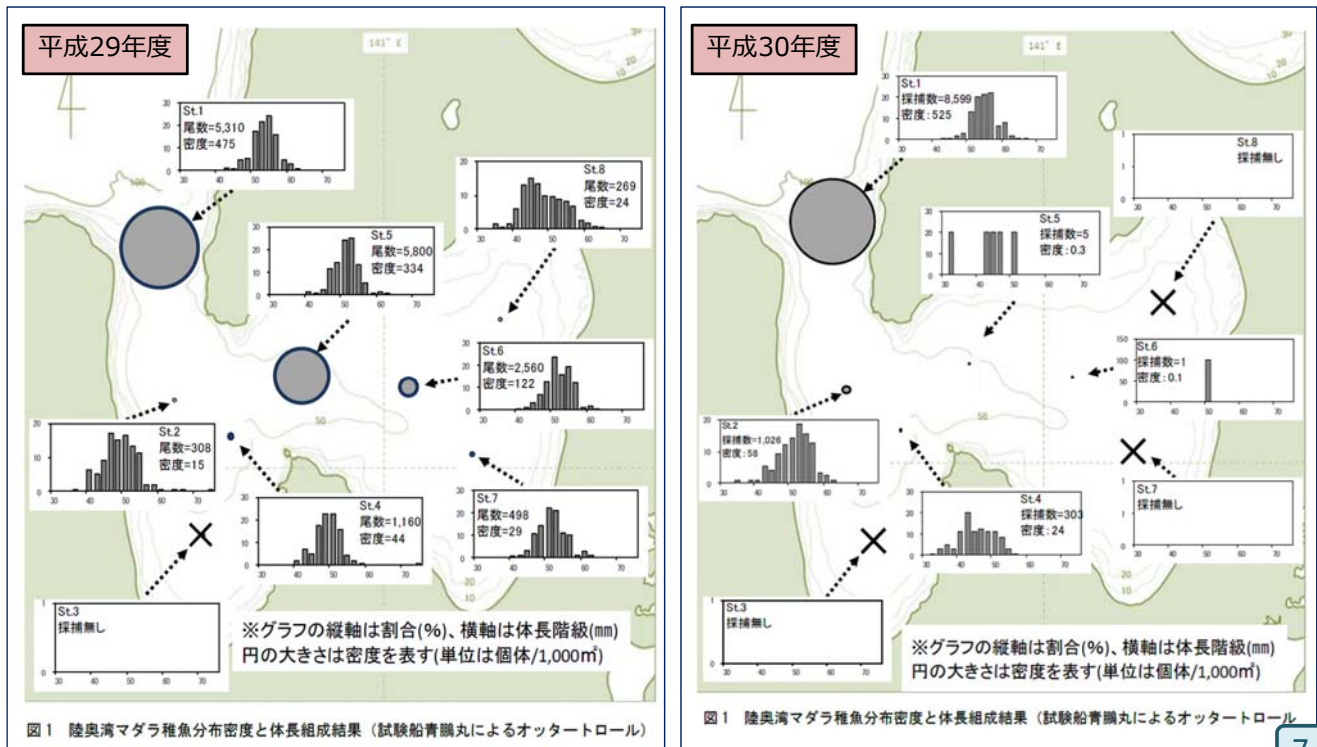 平成29年度
141° E
St.1
尾数=5,310
密度=475
St.8
尾数=269
密度=24
St.5
尾数=5,800
密度=334
St.6
尾数=2,560
密度=122
St.2
尾数=308
密度=15
St.4
尾数=1,160
密度=44
St.7
尾数=498
密度=29
St.3
採捕無し
※グラフの縦軸は割合(%)、横軸は体長階級(㎜)
円の大きさは密度を表す(単位は個体/1,000㎡)
図1 陸奥湾マダラ稚魚分布密度と体長組成結果(試験船青鵬丸によるオッタートロール)
平成30年度
141° E
St.1
採捕数=8,599
密度:525
St.8
採捕無し
St.5
採捕数=5
密度:0.3
St.6
採捕数=1
密度:0.1
St.2
採捕数=1,026
密度:58
St.4
採捕数=303
密度:24
St.7
採捕無し
St.3
採捕無し
※グラフの縦軸は割合(%)、横軸は体長階級(㎜)
円の大きさは密度を表す(単位は個体/1,000㎡)
図1 陸奥湾マダラ稚魚分布密度と体長組成結果(試験船青鵬丸によるオッタートロール
7